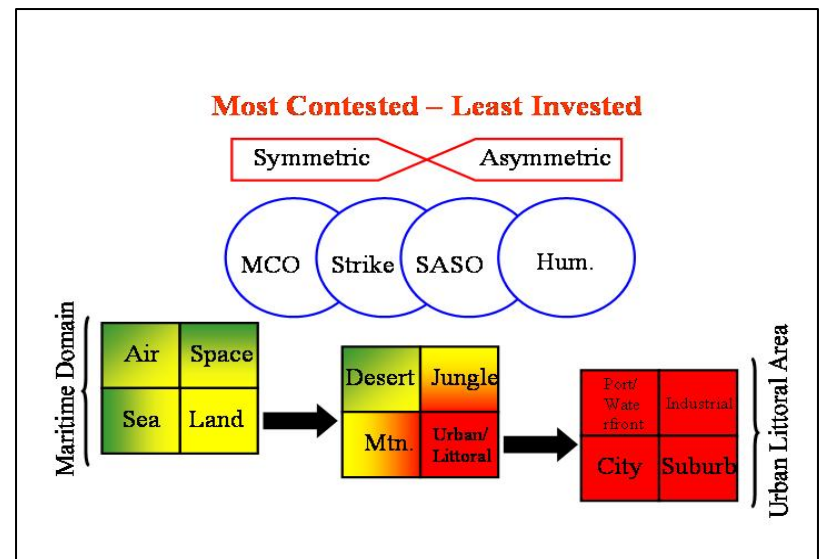 Most Contested – Least Invested
Symmetric
Asymmetric
MCO
Strike
SASO
Hum.
Maritime Domain
Air
Space
Sea
Land
Desert
Jungle
Mtn.
Urban/
Littoral
Port/
Wate
rfront
Industrial
City
Suburb
Urban Littoral Area